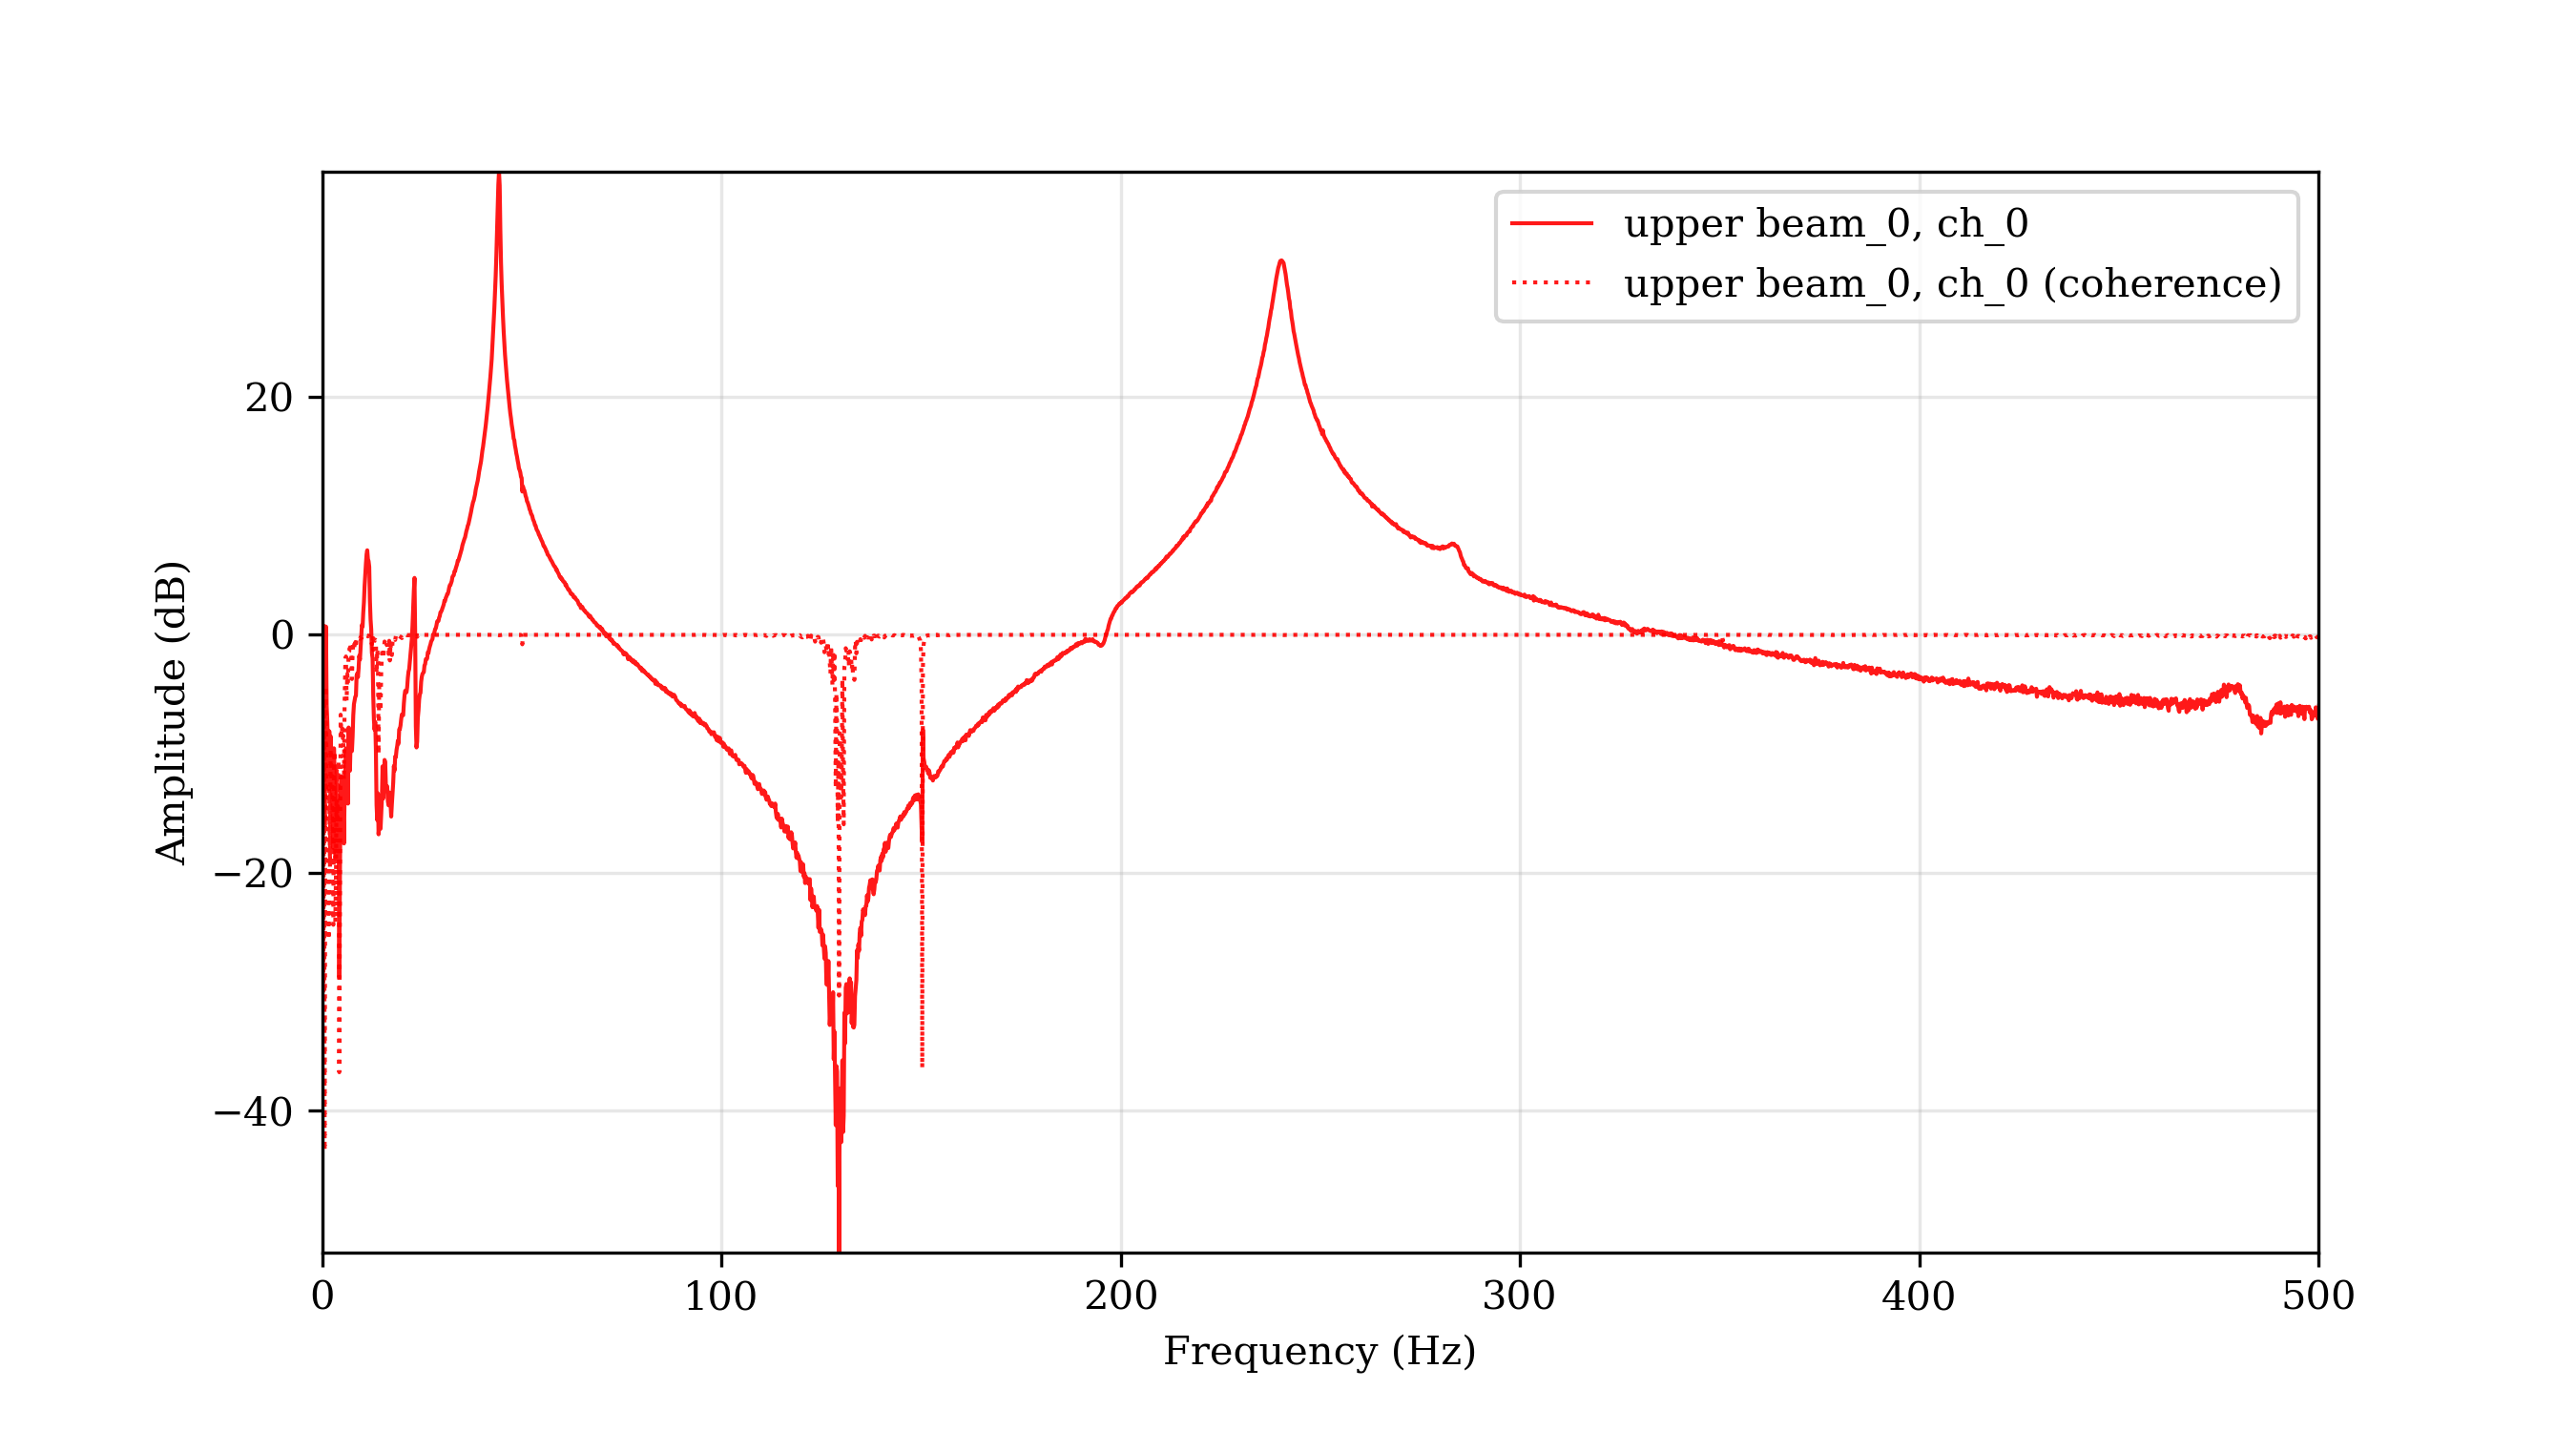 upper beam_0, ch_0
upper beam_0, ch_0 (coherence)
Amplitude (dB)
20
0
−20
−40
0 100 200 300 400 500
Frequency (Hz)